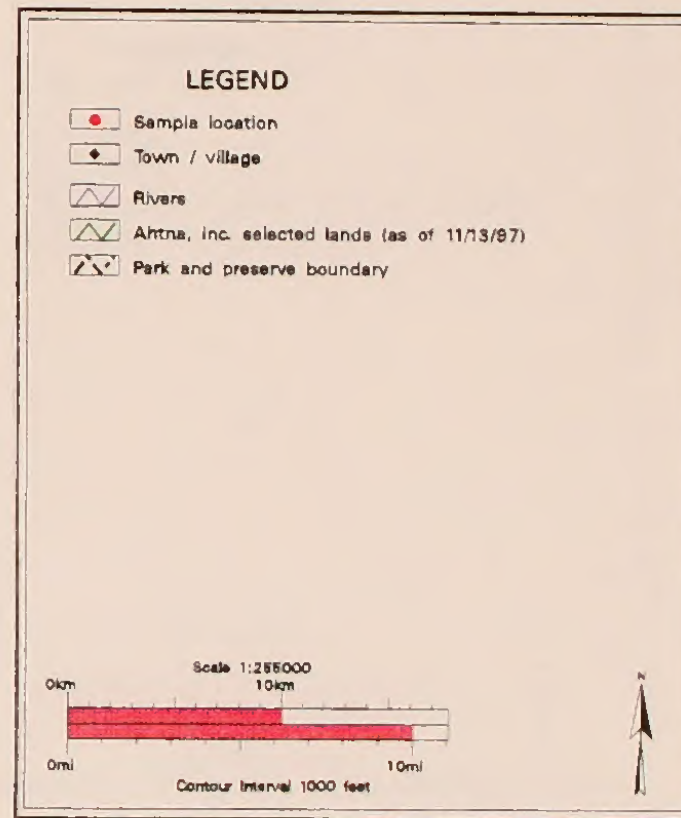 LEGEND
Sample location
Town / village
Rivers
Ahtna, inc. selected lands (as of 11/13/97)
Park and preserve boundary
Scale 1:255000
0km 10km
0mi 10mi
Contour Interval 1000 feet
N